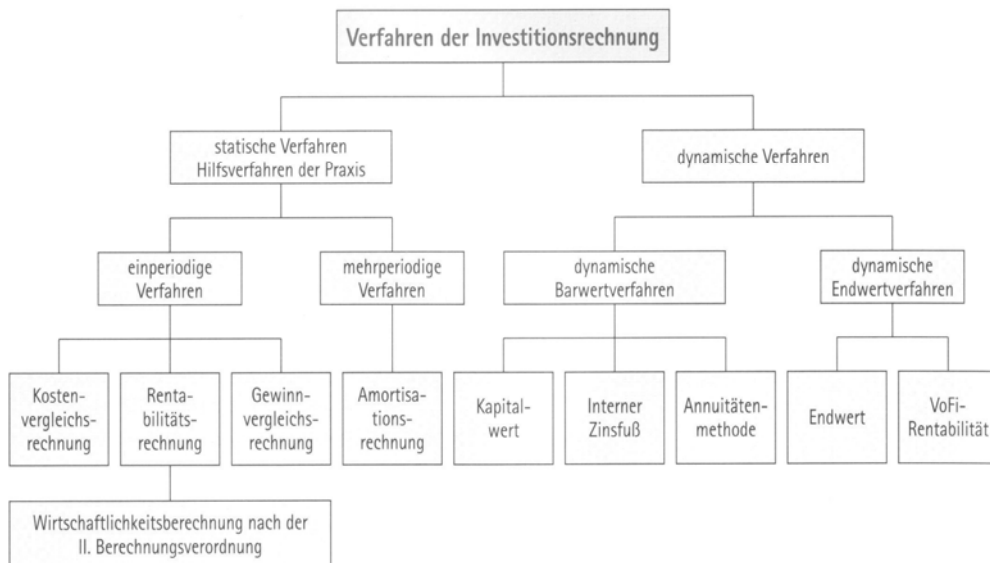 Verfahren der Investitionsrechnung
statische Verfahren
Hilfsverfahren der Praxis
dynamische Verfahren
einperiodige
Verfahren
mehrperiodige
Verfahren
dynamische
Barwertverfahren
dynamische
Endwertverfahren
Kosten-
vergleichs-
rechnung
Renta-
bilitäts-
rechnung
Gewinn-
vergleichs-
rechnung
Amortisa-
tions-
rechnung
Kapital-
wert
Interner
Zinsfuß
Annuitäten-
methode
Endwert
VoFi-
Rentabilität
Wirtschaftlichkeitsberechnung nach der
II. Berechnungsverordnung